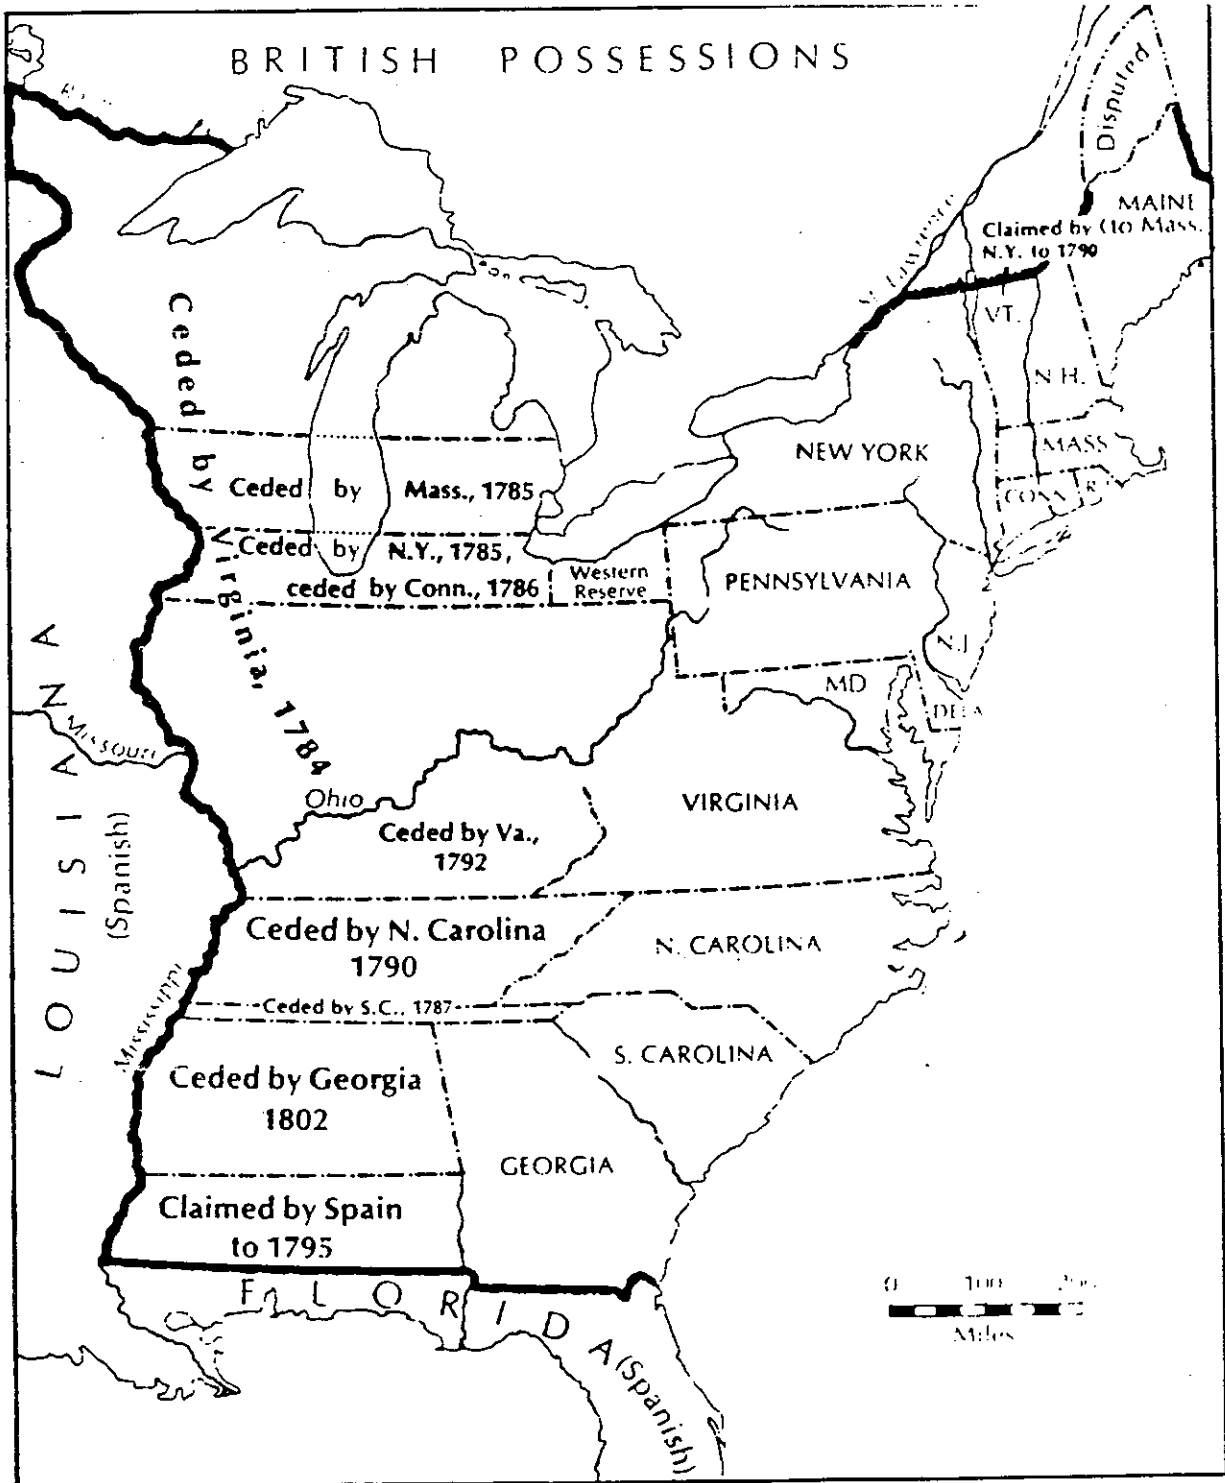 BRITISH POSSESSIONS
Disputed
MAINE
(to Mass.
Claimed by
N.Y. to 1790
St. Lawrence
VT.
N.H.
MASS
CONN
R
NEW YORK
Ceded by Virginia, 1784
Ceded by Mass., 1785
Ceded by N.Y., 1785,
ceded by Conn., 1786
Western
Reserve
PENNSYLVANIA
N.J.
MD
DELA
LOUISIANA
(Spanish)
Missouri
Ohio
VIRGINIA
Ceded by Va.,
1792
Ceded by N. Carolina
1790
N. CAROLINA
Mississippi
Ceded by S.C., 1787
S. CAROLINA
Ceded by Georgia
1802
GEORGIA
Claimed by Spain
to 1795
FLORIDA
(Spanish)
0 100 200
Miles